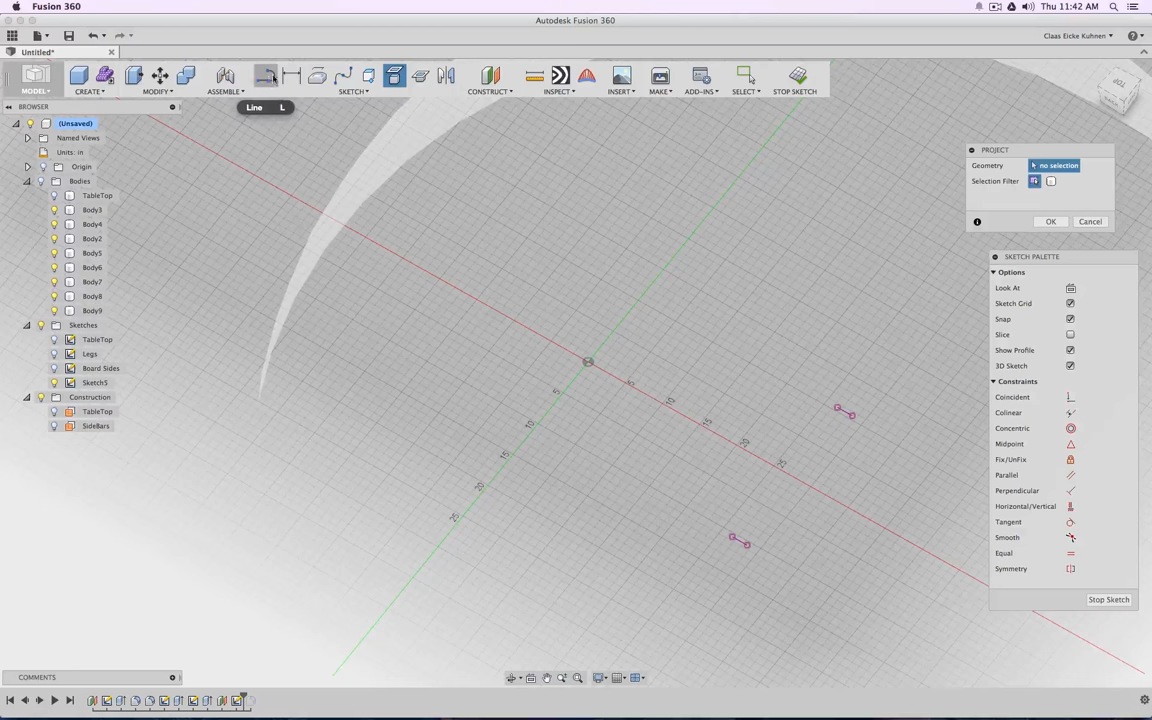 Fusion 360
Thu 11:42 AM
Autodesk Fusion 360
Claas Eicke Kuhnen
Untitled*
MODEL
CREATE
MODIFY
ASSEMBLE
SKETCH
CONSTRUCT
INSPECT
INSERT
MAKE
ADD-INS
SELECT
STOP SKETCH
Line L
BROWSER
(Unsaved)
Named Views
Units: in
Origin
Bodies
TableTop
Body3
Body4
Body2
Body5
Body6
Body7
Body8
Body9
Sketches
TableTop
Legs
Board Sides
Sketch5
Construction
TableTop
SideBars
5
10
15
20
25
5
10
15
20
25
PROJECT
Geometry no selection
Selection Filter
OK Cancel
SKETCH PALETTE
Options
Look At
Sketch Grid
Snap
Slice
Show Profile
3D Sketch
Constraints
Coincident
Colinear
Concentric
Midpoint
Fix/UnFix
Parallel
Perpendicular
Horizontal/Vertical
Tangent
Smooth
Equal
Symmetry
Stop Sketch
COMMENTS